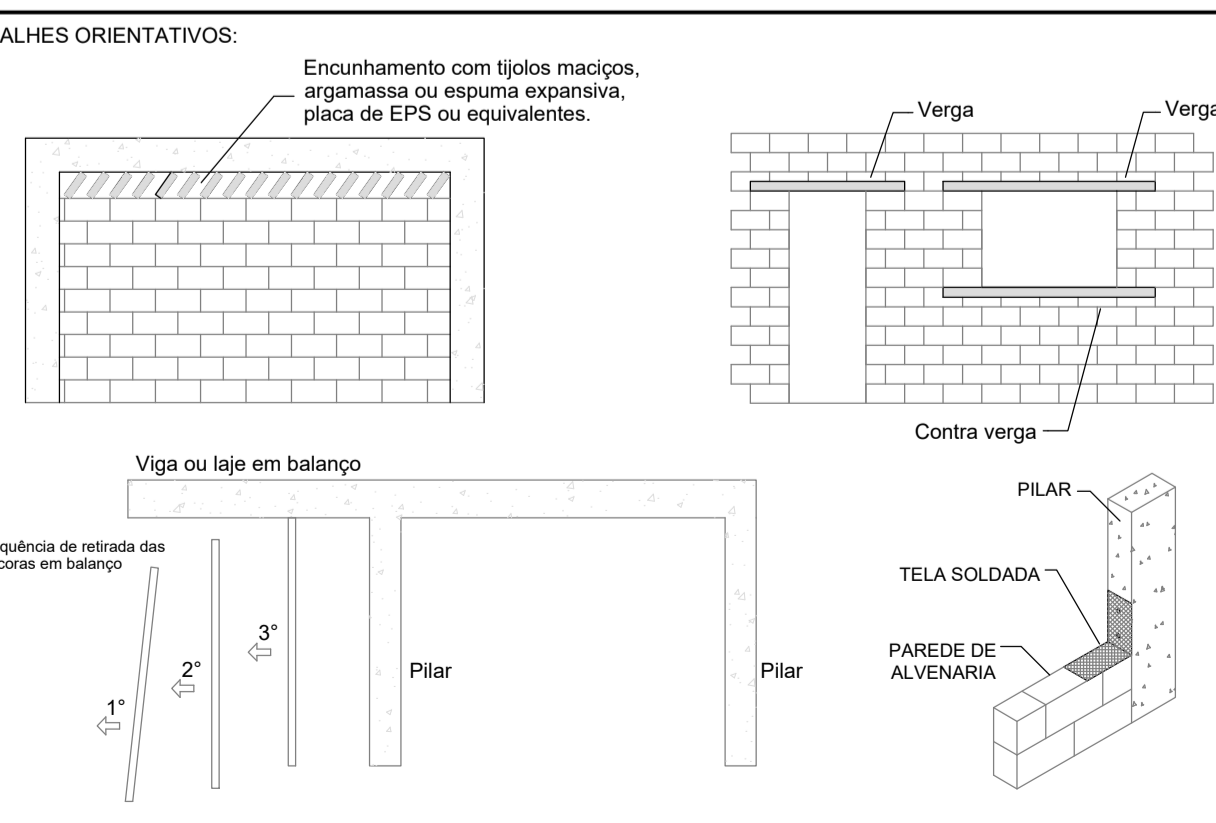 ALHES ORIENTATIVOS:
Encunhamento com tijolos maciços,
argamassa ou espuma expansiva,
placa de EPS ou equivalentes.
Verga
Verga
Contra verga
Viga ou laje em balanço
quência de retirada das
coras em balanço
1°
2°
3°
Pilar
Pilar
PILAR
TELA SOLDADA
PAREDE DE
ALVENARIA